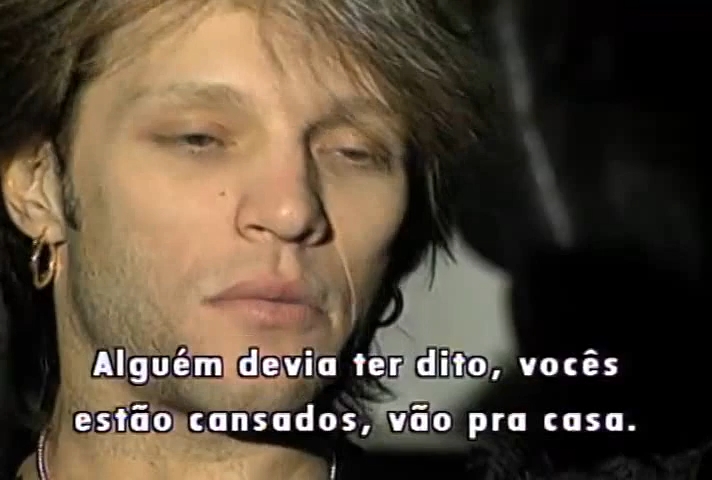 Alguém devia ter dito, vocês
estão cansados, vão pra casa.